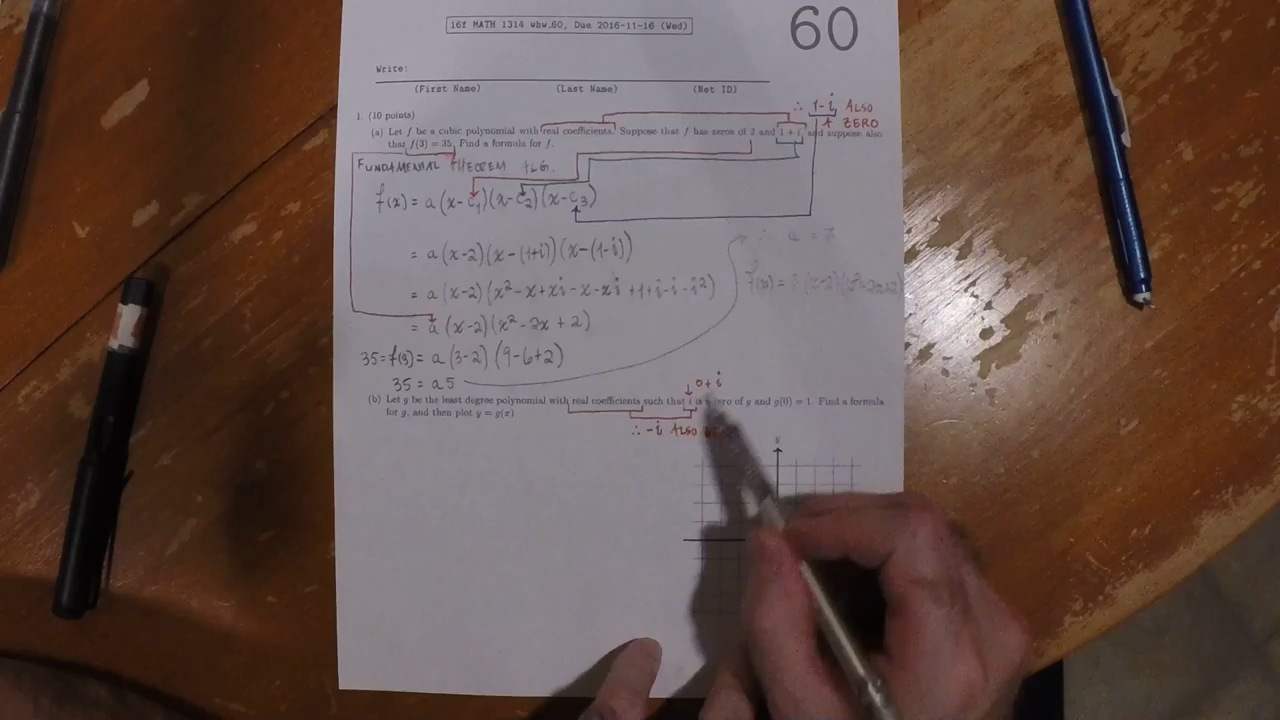 16f MATH 1314 whw.60, Due 2016-11-16 (Wed)
60
Write:
(First Name) (Last Name) (Net ID)
∴ 1-i ALSO
A ZERO
1. (10 points)
(a) Let f be a cubic polynomial with real coefficients. Suppose that f has zeros of 2 and 1 + i, and suppose also
that f(3) = 35. Find a formula for f.
FUNDAMENTAL THEOREM ALG.
f(x) = a(x-c₁)(x-c₂)(x-c₃)
= a(x-2)(x-(1+i))(x-(1-i))
∴ a = 7
= a(x-2)(x²-x+xi-x-xi+1+i-i-i²)
= a(x-2)(x²-2x+2)
35=f(3)= a(3-2)(9-6+2)
35 = a5
0+i
(b) Let g be the least degree polynomial with real coefficients such that i is a zero of g and g(0) = 1. Find a formula
for g, and then plot y = g(x).
∴ -i ALSO
y